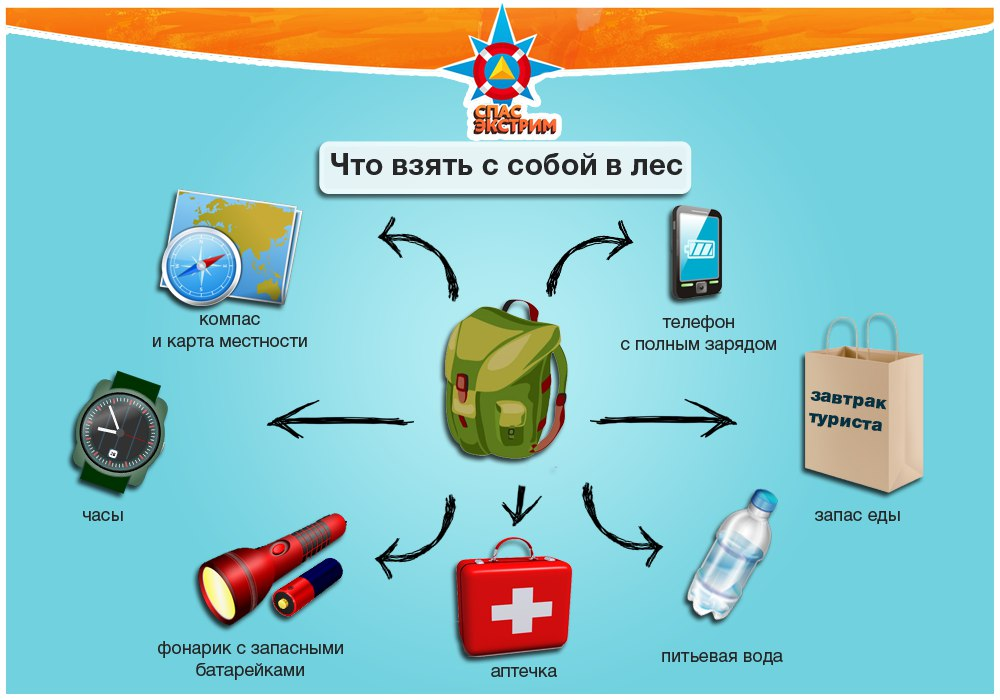 СПАС
ЭКСТРИМ
Что взять с собой в лес
компас
и карта местности
телефон
с полным зарядом
завтрак
туриста
часы
запас еды
фонарик с запасными
батарейками
аптечка
питьевая вода